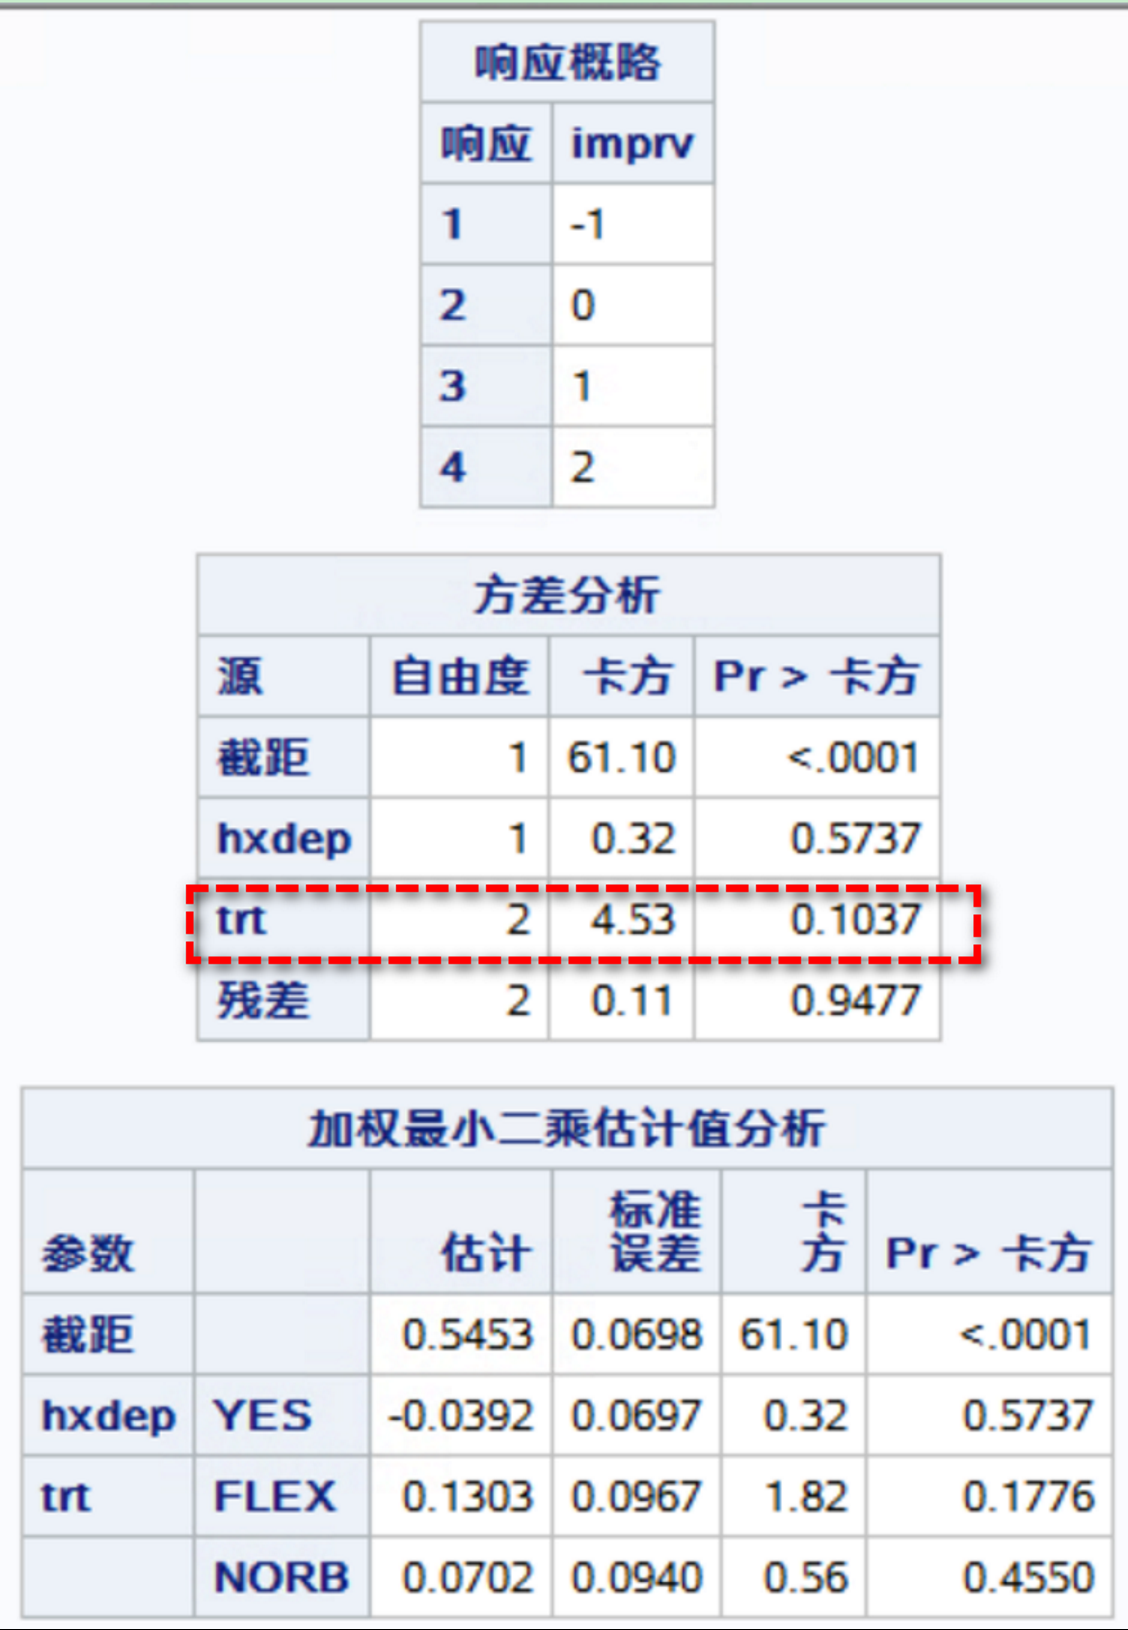 响应概略
响应 imprv
1 -1
2 0
3 1
4 2
方差分析
源 自由度 卡方 Pr > 卡方
截距 1 61.10 <.0001
hxdep 1 0.32 0.5737
trt 2 4.53 0.1037
残差 2 0.11 0.9477
加权最小二乘估计值分析
参数 估计 标准误差 卡方 Pr > 卡方
截距 0.5453 0.0698 61.10 <.0001
hxdep YES -0.0392 0.0697 0.32 0.5737
trt FLEX 0.1303 0.0967 1.82 0.1776
NORB 0.0702 0.0940 0.56 0.4550